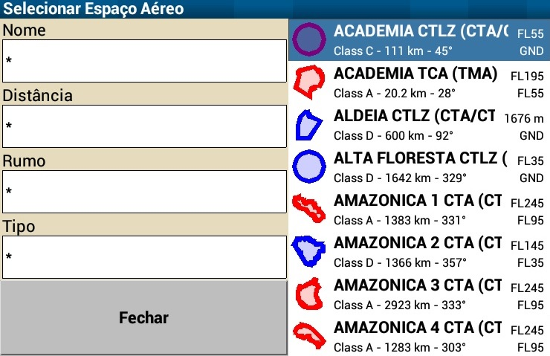 Selecionar Espaço Aéreo
Nome
*
Distância
*
Rumo
*
Tipo
*
Fechar
ACADEMIA CTLZ (CTA/( FL55
Class C - 111 km - 45° GND
ACADEMIA TCA (TMA) FL195
Class A - 20.2 km - 28° FL55
ALDEIA CTLZ (CTA/CT 1676 m
Class D - 600 km - 92° GND
ALTA FLORESTA CTLZ ( FL35
Class D - 1642 km - 329° GND
AMAZONICA 1 CTA (CT FL245
Class A - 1383 km - 331° FL95
AMAZONICA 2 CTA (CT FL145
Class D - 1366 km - 357° FL35
AMAZONICA 3 CTA (CT FL245
Class A - 2923 km - 333° FL95
AMAZONICA 4 CTA (CT FL245
Class A - 1283 km - 303° FL95